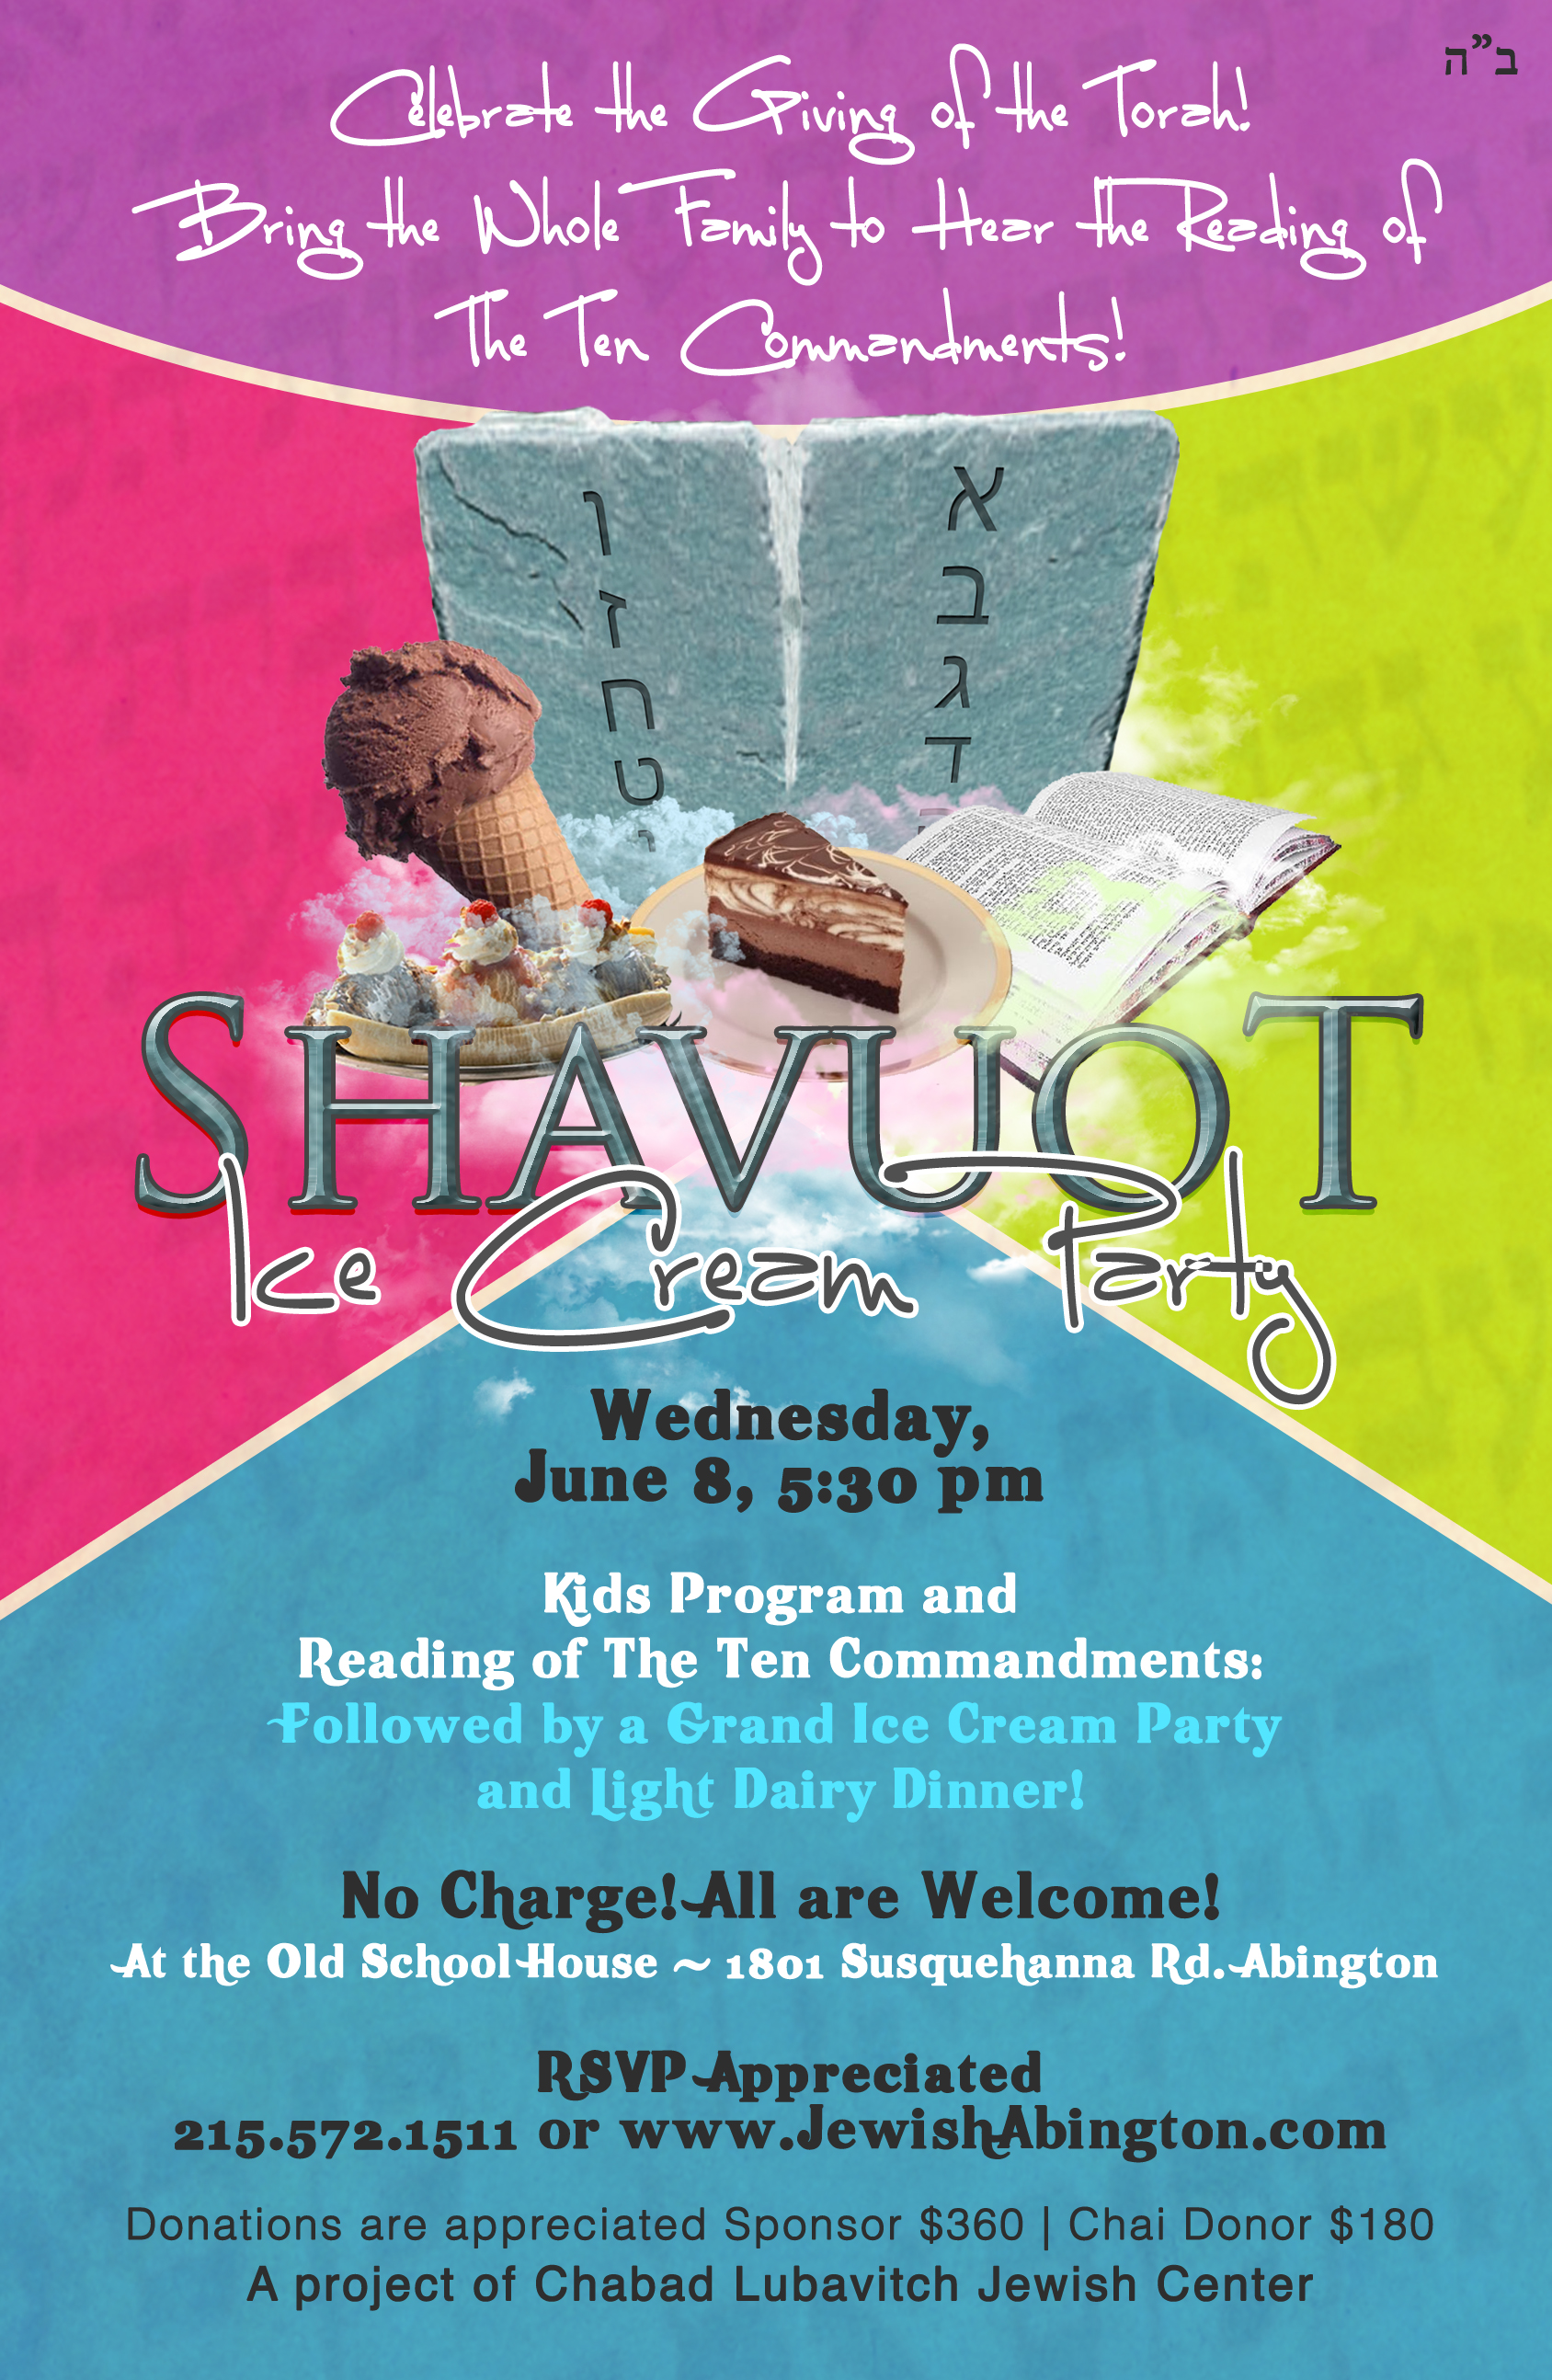 ב"ה
Celebrate the Giving of the Torah!
Bring the Whole Family to Hear the Reading of
The Ten Commandments!
א
ב
ג
ד
ה
ו
ז
ח
ט
י
SHAVUOT
Ice Cream Party
Wednesday,
June 8, 5:30 pm
Kids Program and
Reading of The Ten Commandments:
Followed by a Grand Ice Cream Party
and Light Dairy Dinner!
No Charge! All are Welcome!
At the Old School House ~ 1801 Susquehanna Rd. Abington
RSVP Appreciated
215.572.1511 or www.JewishAbington.com
Donations are appreciated Sponsor $360 | Chai Donor $180
A project of Chabad Lubavitch Jewish Center